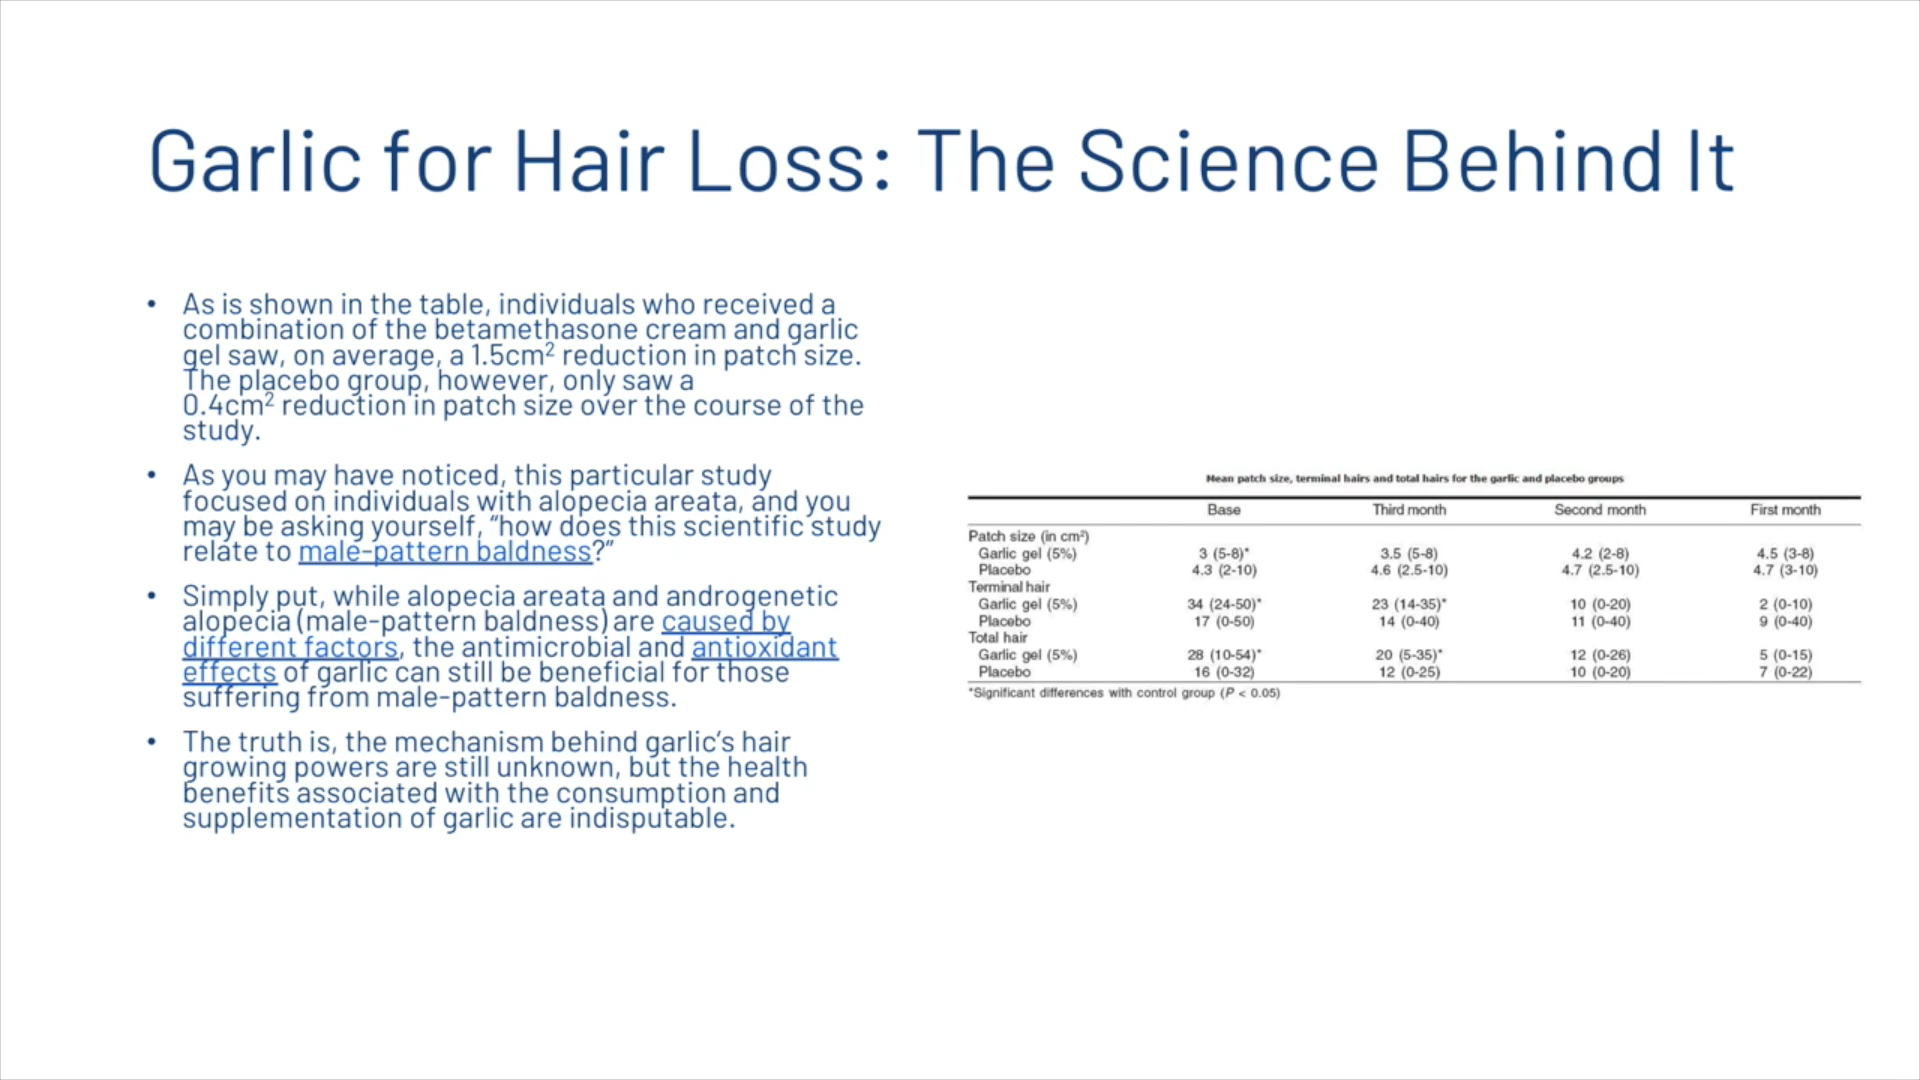 Garlic for Hair Loss: The Science Behind It
• As is shown in the table, individuals who received a
combination of the betamethasone cream and garlic
gel saw, on average, a 1.5cm² reduction in patch size.
The placebo group, however, only saw a
0.4cm² reduction in patch size over the course of the
study.
• As you may have noticed, this particular study
focused on individuals with alopecia areata, and you
may be asking yourself, “how does this scientific study
relate to male-pattern baldness?”
• Simply put, while alopecia areata and androgenetic
alopecia (male-pattern baldness) are caused by
different factors, the antimicrobial and antioxidant
effects of garlic can still be beneficial for those
suffering from male-pattern baldness.
• The truth is, the mechanism behind garlic’s hair
growing powers are still unknown, but the health
benefits associated with the consumption and
supplementation of garlic are indisputable.
Mean patch size, terminal hairs and total hairs for the garlic and placebo groups
Base Third month Second month First month
Patch size (in cm²)
Garlic gel (5%) 3 (5-8)* 3.5 (5-8) 4.2 (2-8) 4.5 (3-8)
Placebo 4.3 (2-10) 4.6 (2.5-10) 4.7 (2.5-10) 4.7 (3-10)
Terminal hair
Garlic gel (5%) 34 (24-50)* 23 (14-35)* 10 (0-20) 2 (0-10)
Placebo 17 (0-50) 14 (0-40) 11 (0-40) 9 (0-40)
Total hair
Garlic gel (5%) 28 (10-54)* 20 (5-35)* 12 (0-26) 5 (0-15)
Placebo 16 (0-32) 12 (0-25) 10 (0-20) 7 (0-22)
*Significant differences with control group (P < 0.05)